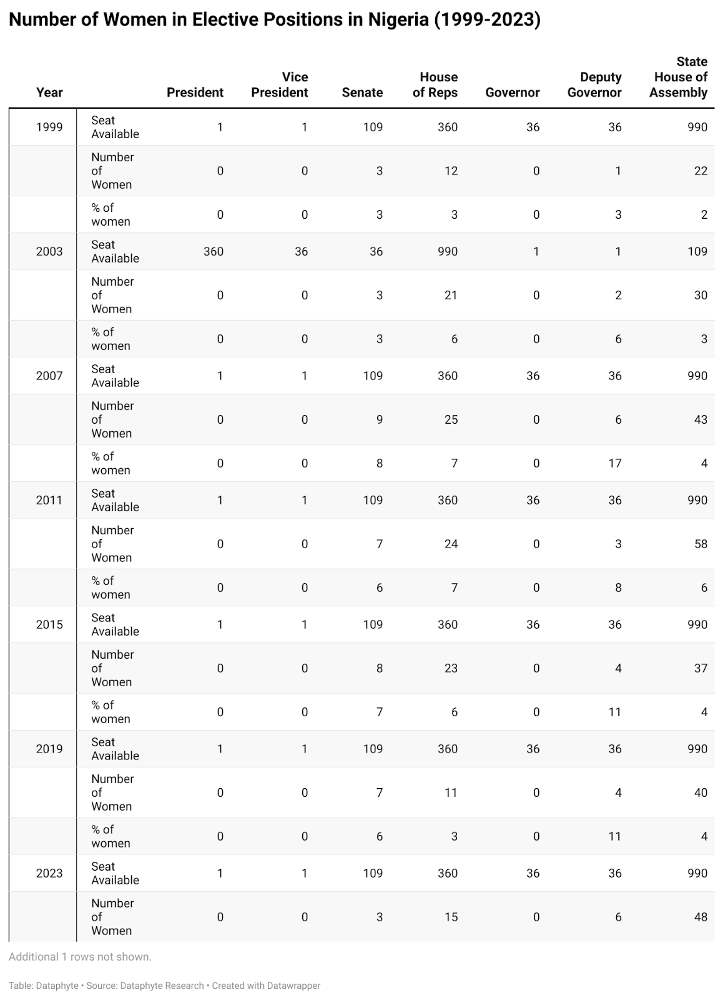 Number of Women in Elective Positions in Nigeria (1999-2023)
Year President Vice President Senate House of Reps Governor Deputy Governor State House of Assembly
1999 Seat Available 1 1 109 360 36 36 990
Number of Women 0 0 3 12 0 1 22
% of women 0 0 3 3 0 3 2
2003 Seat Available 360 36 36 990 1 1 109
Number of Women 0 0 3 21 0 2 30
% of women 0 0 3 6 0 6 3
2007 Seat Available 1 1 109 360 36 36 990
Number of Women 0 0 9 25 0 6 43
% of women 0 0 8 7 0 17 4
2011 Seat Available 1 1 109 360 36 36 990
Number of Women 0 0 7 24 0 3 58
% of women 0 0 6 7 0 8 6
2015 Seat Available 1 1 109 360 36 36 990
Number of Women 0 0 8 23 0 4 37
% of women 0 0 7 6 0 11 4
2019 Seat Available 1 1 109 360 36 36 990
Number of Women 0 0 7 11 0 4 40
% of women 0 0 6 3 0 11 4
2023 Seat Available 1 1 109 360 36 36 990
Number of Women 0 0 3 15 0 6 48
Additional 1 rows not shown.
Table: Dataphyte • Source: Dataphyte Research • Created with Datawrapper